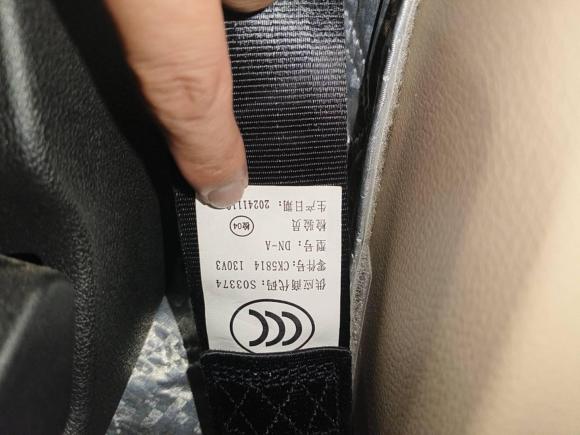 CCC
供应商代码: S03374
零件号:CK5814 130V3
型号: DN-A
检验员 检04
生产日期: